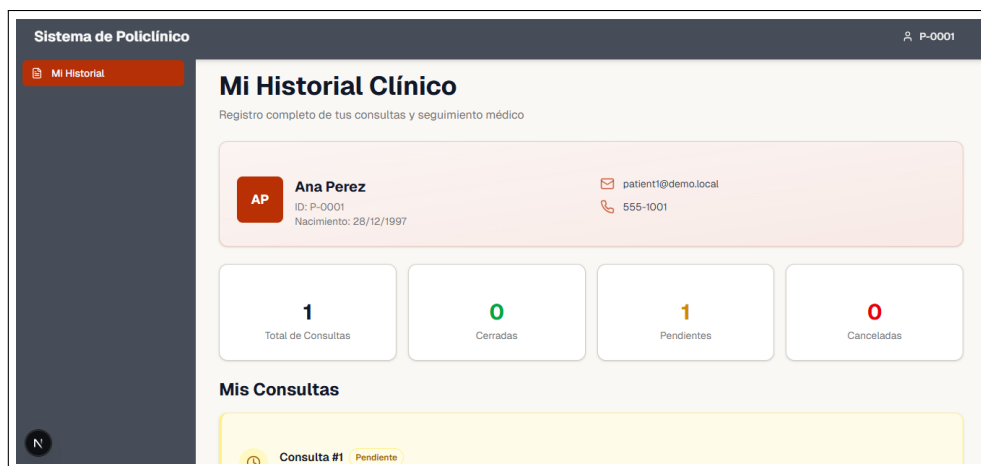 Sistema de Policlínico
P-0001
Mi Historial
Mi Historial Clínico
Registro completo de tus consultas y seguimiento médico
AP
Ana Perez
ID: P-0001
Nacimiento: 28/12/1997
patient1@demo.local
555-1001
1
Total de Consultas
0
Cerradas
1
Pendientes
0
Canceladas
Mis Consultas
Consulta #1 Pendiente
N